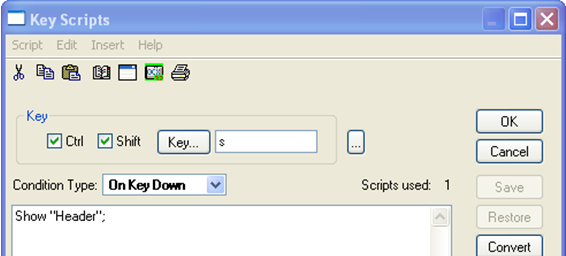 Key Scripts
Script Edit Insert Help
Key
Ctrl Shift Key... s ...
OK
Cancel
Condition Type: On Key Down Scripts used: 1
Save
Show "Header";
Restore
Convert